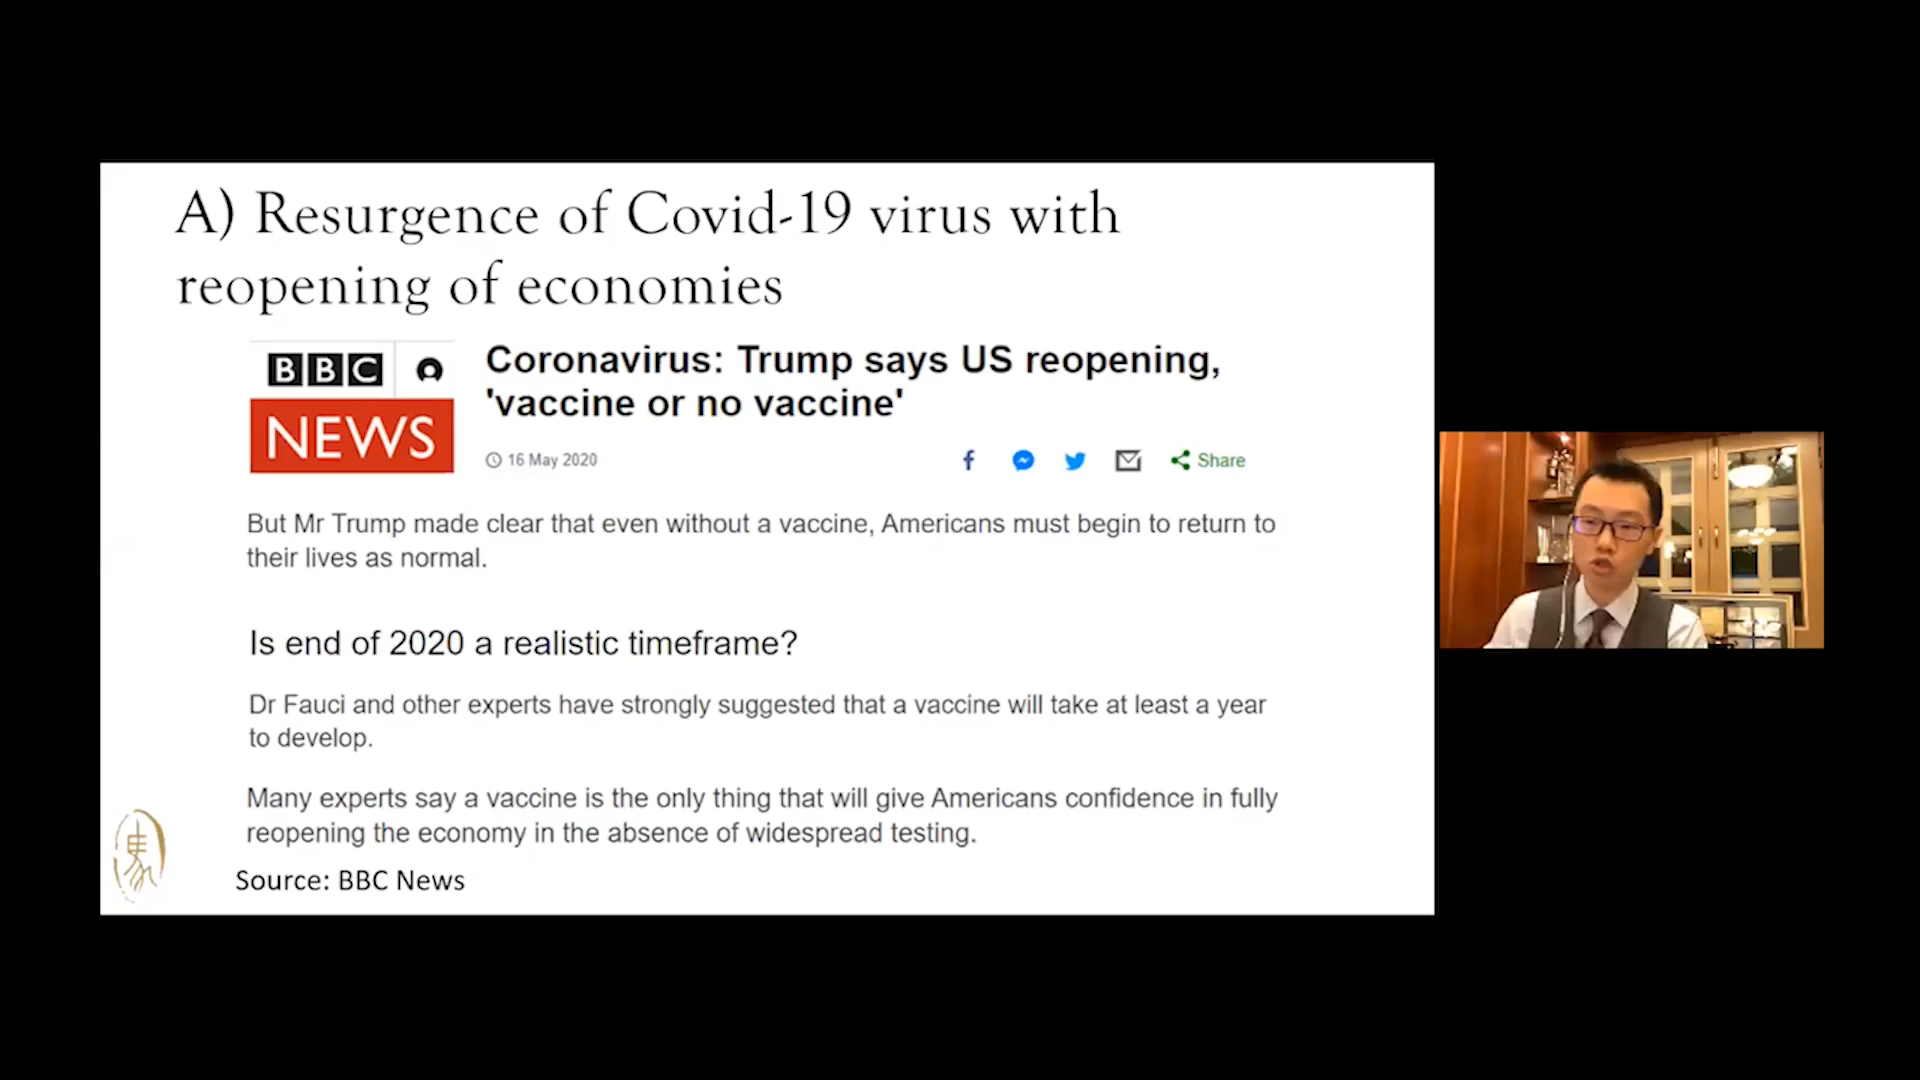 A) Resurgence of Covid-19 virus with
reopening of economies
BBC
NEWS
Coronavirus: Trump says US reopening,
'vaccine or no vaccine'
16 May 2020
Share
But Mr Trump made clear that even without a vaccine, Americans must begin to return to
their lives as normal.
Is end of 2020 a realistic timeframe?
Dr Fauci and other experts have strongly suggested that a vaccine will take at least a year
to develop.
Many experts say a vaccine is the only thing that will give Americans confidence in fully
reopening the economy in the absence of widespread testing.
Source: BBC News